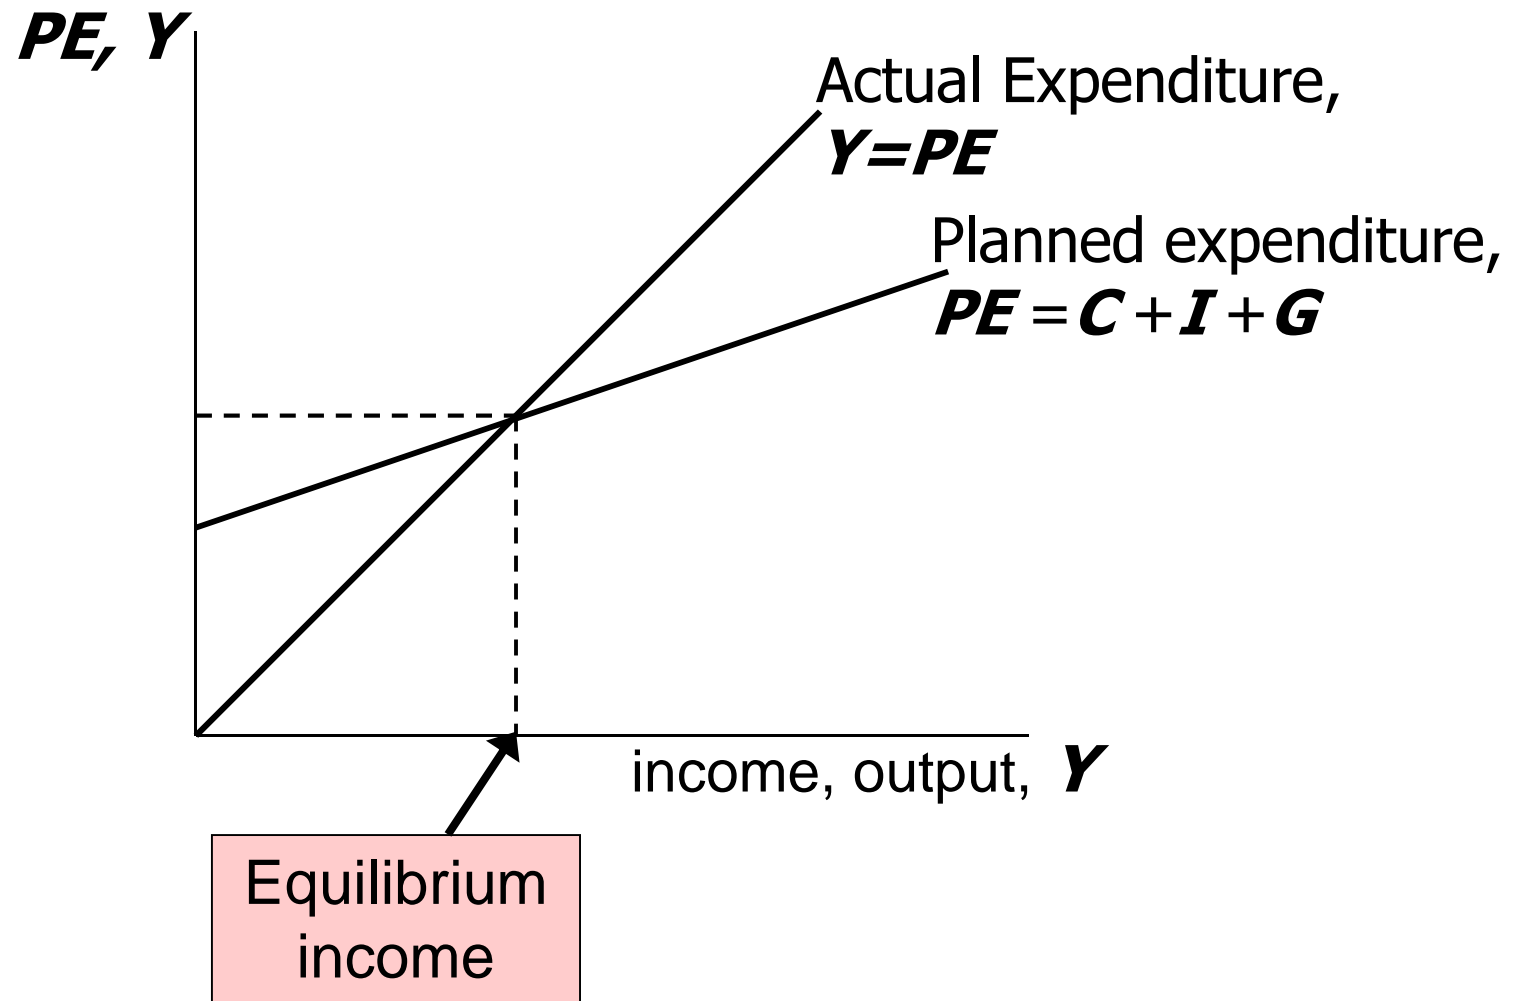 PE, Y
Actual Expenditure,
Y=PE
Planned expenditure,
PE = C + I + G
income, output, Y
Equilibrium
income